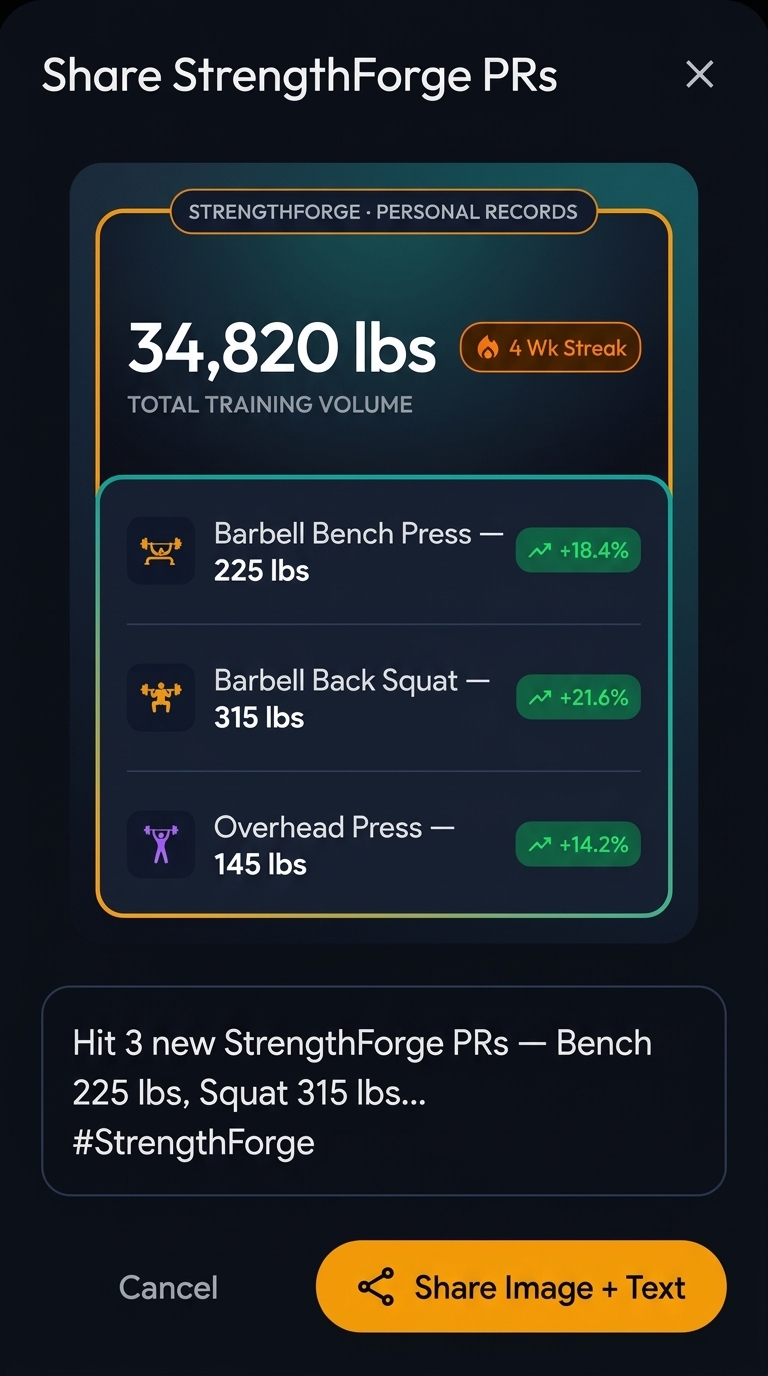 Share StrengthForge PRs
STRENGTHFORGE · PERSONAL RECORDS
34,820 lbs
4 Wk Streak
TOTAL TRAINING VOLUME
Barbell Bench Press —
225 lbs
+18.4%
Barbell Back Squat —
315 lbs
+21.6%
Overhead Press —
145 lbs
+14.2%
Hit 3 new StrengthForge PRs — Bench
225 lbs, Squat 315 lbs...
#StrengthForge
Cancel
Share Image + Text